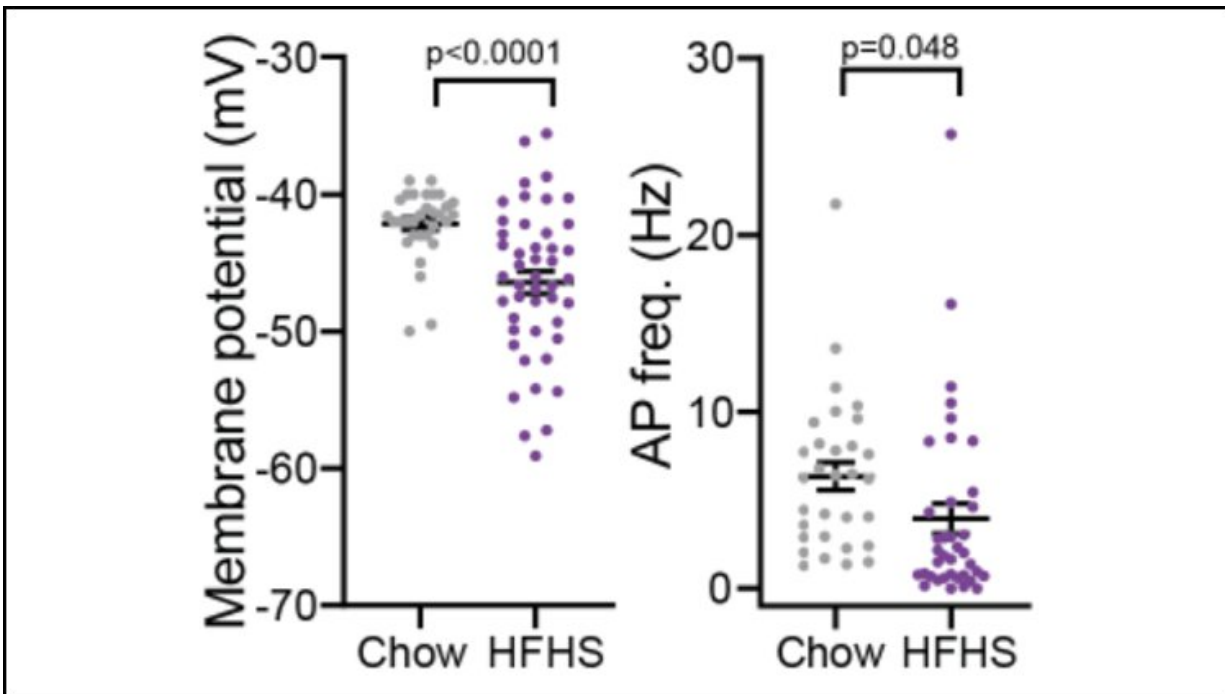 Membrane potential (mV)
-30
-40
-50
-60
-70
p<0.0001
Chow HFHS
AP freq. (Hz)
30
20
10
0
p=0.048
Chow HFHS